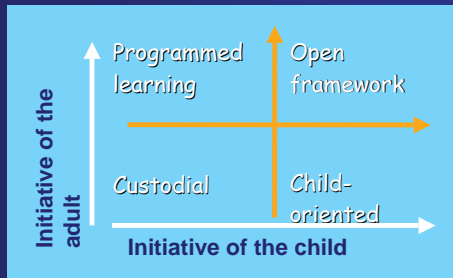 Programmed
learning
Open
framework
Initiative of the
adult
Custodial
Child-
oriented
Initiative of the child